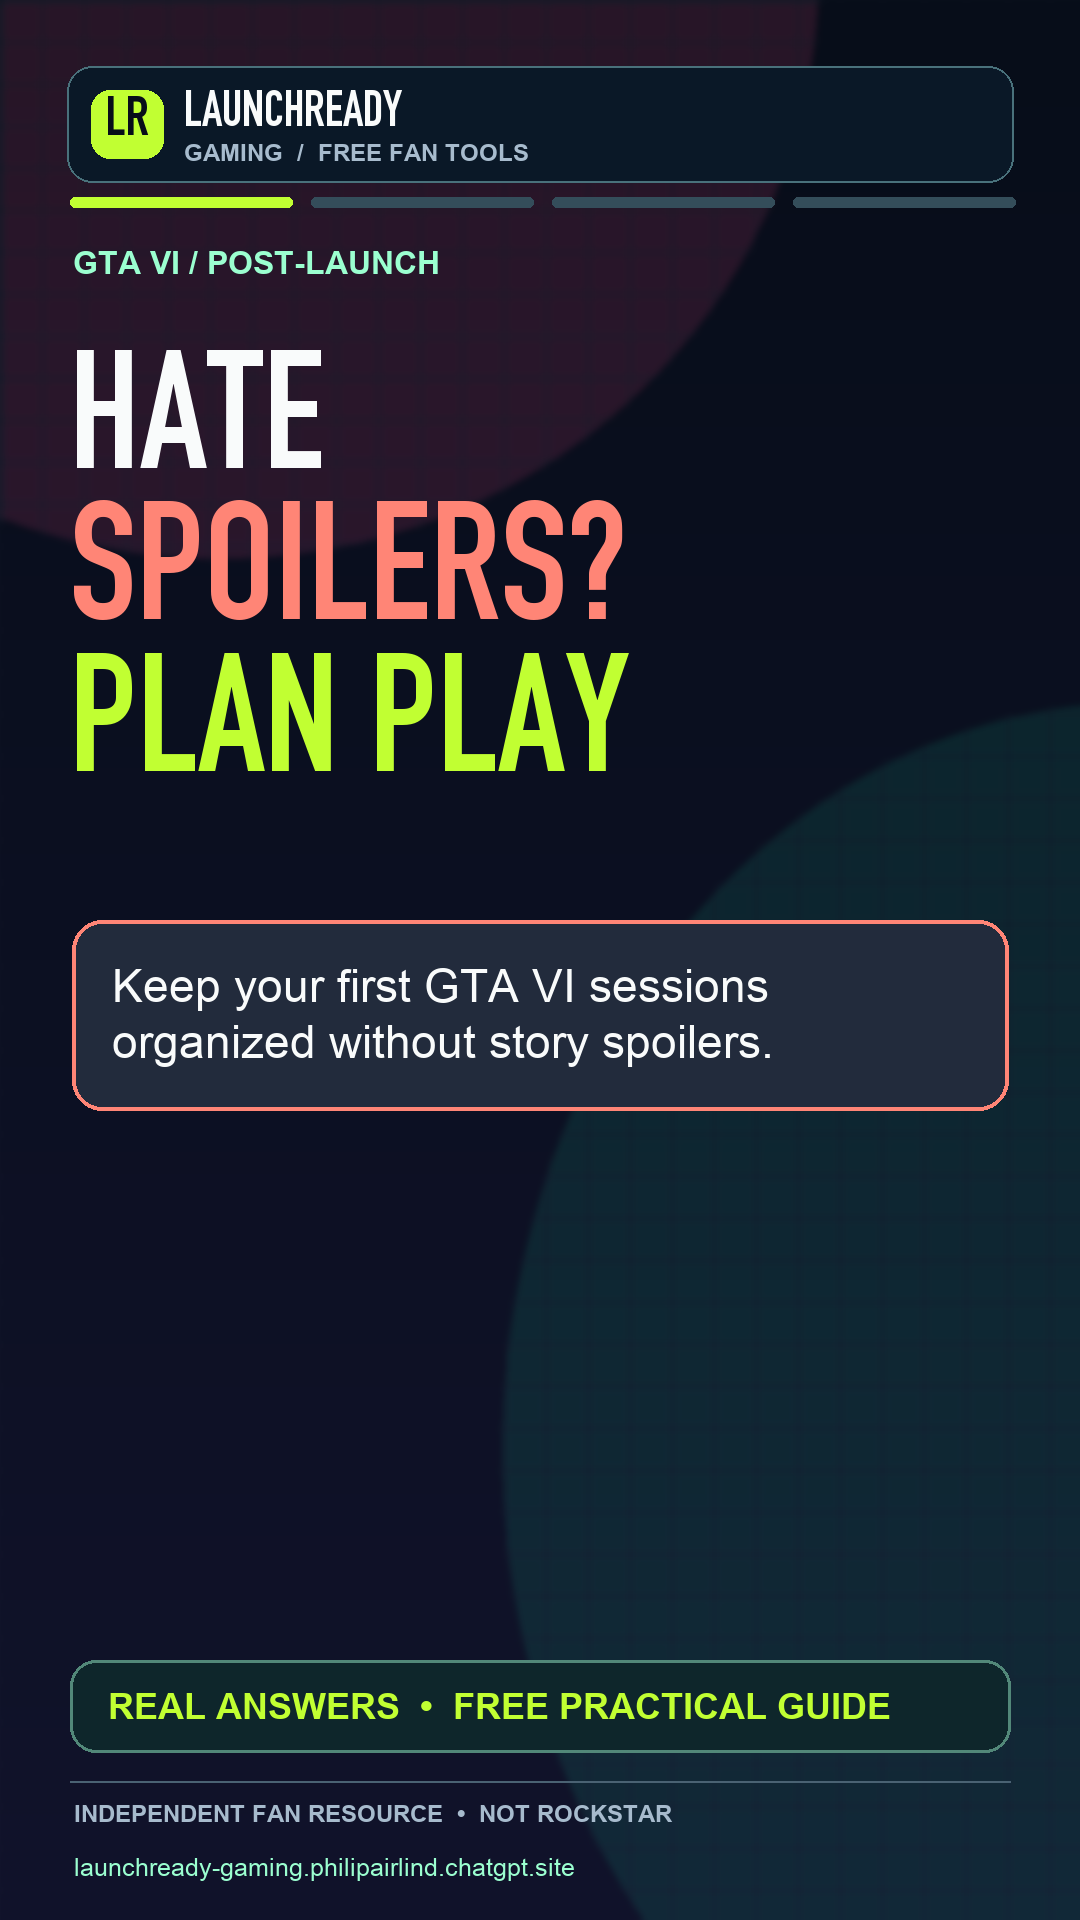 LR
LAUNCHREADY
GAMING / FREE FAN TOOLS
GTA VI / POST-LAUNCH
HATE
SPOILERS?
PLAN PLAY
Keep your first GTA VI sessions
organized without story spoilers.
REAL ANSWERS • FREE PRACTICAL GUIDE
INDEPENDENT FAN RESOURCE • NOT ROCKSTAR
launchready-gaming.philipairlind.chatgpt.site